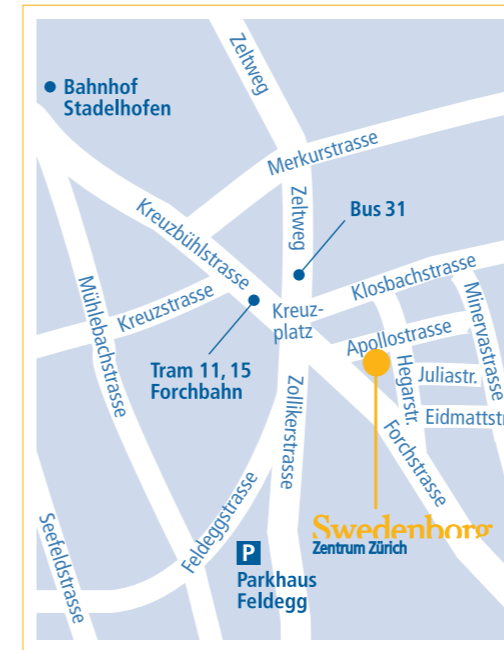 Zeltweg
Bahnhof
Stadelhofen
Merkurstrasse
Kreuzbühlstrasse
Zeltweg
Bus 31
Klosbachstrasse
Mühlebachstrasse
Kreuzstrasse
Kreuz-
platz
Minervastrasse
Apollostrasse
Tram 11, 15
Forchbahn
Hegarstr.
Juliastr.
Zollikerstrasse
Eidmattstr
Forchstrasse
Feldeggstrasse
Seefeldstrasse
Swedenborg
Zentrum Zürich
P
Parkhaus
Feldegg